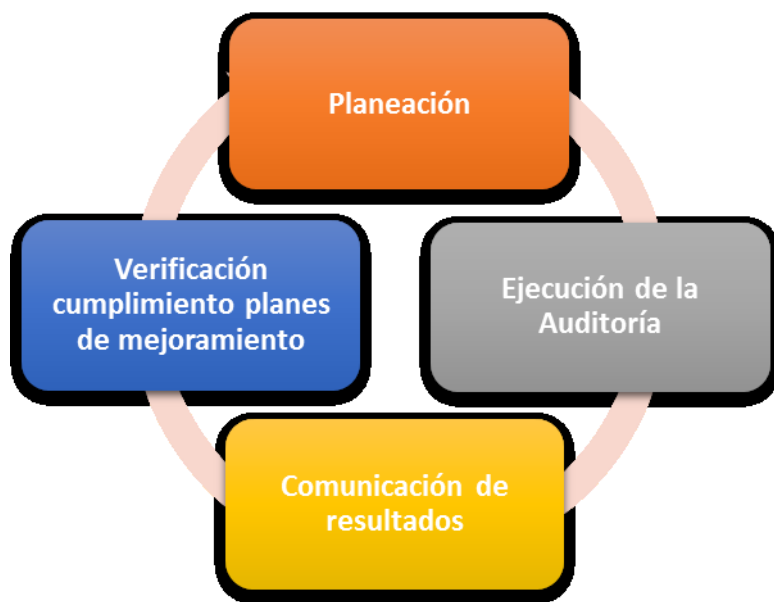 Planeación
Ejecución de la
Auditoría
Comunicación de
resultados
Verificación
cumplimiento planes
de mejoramiento